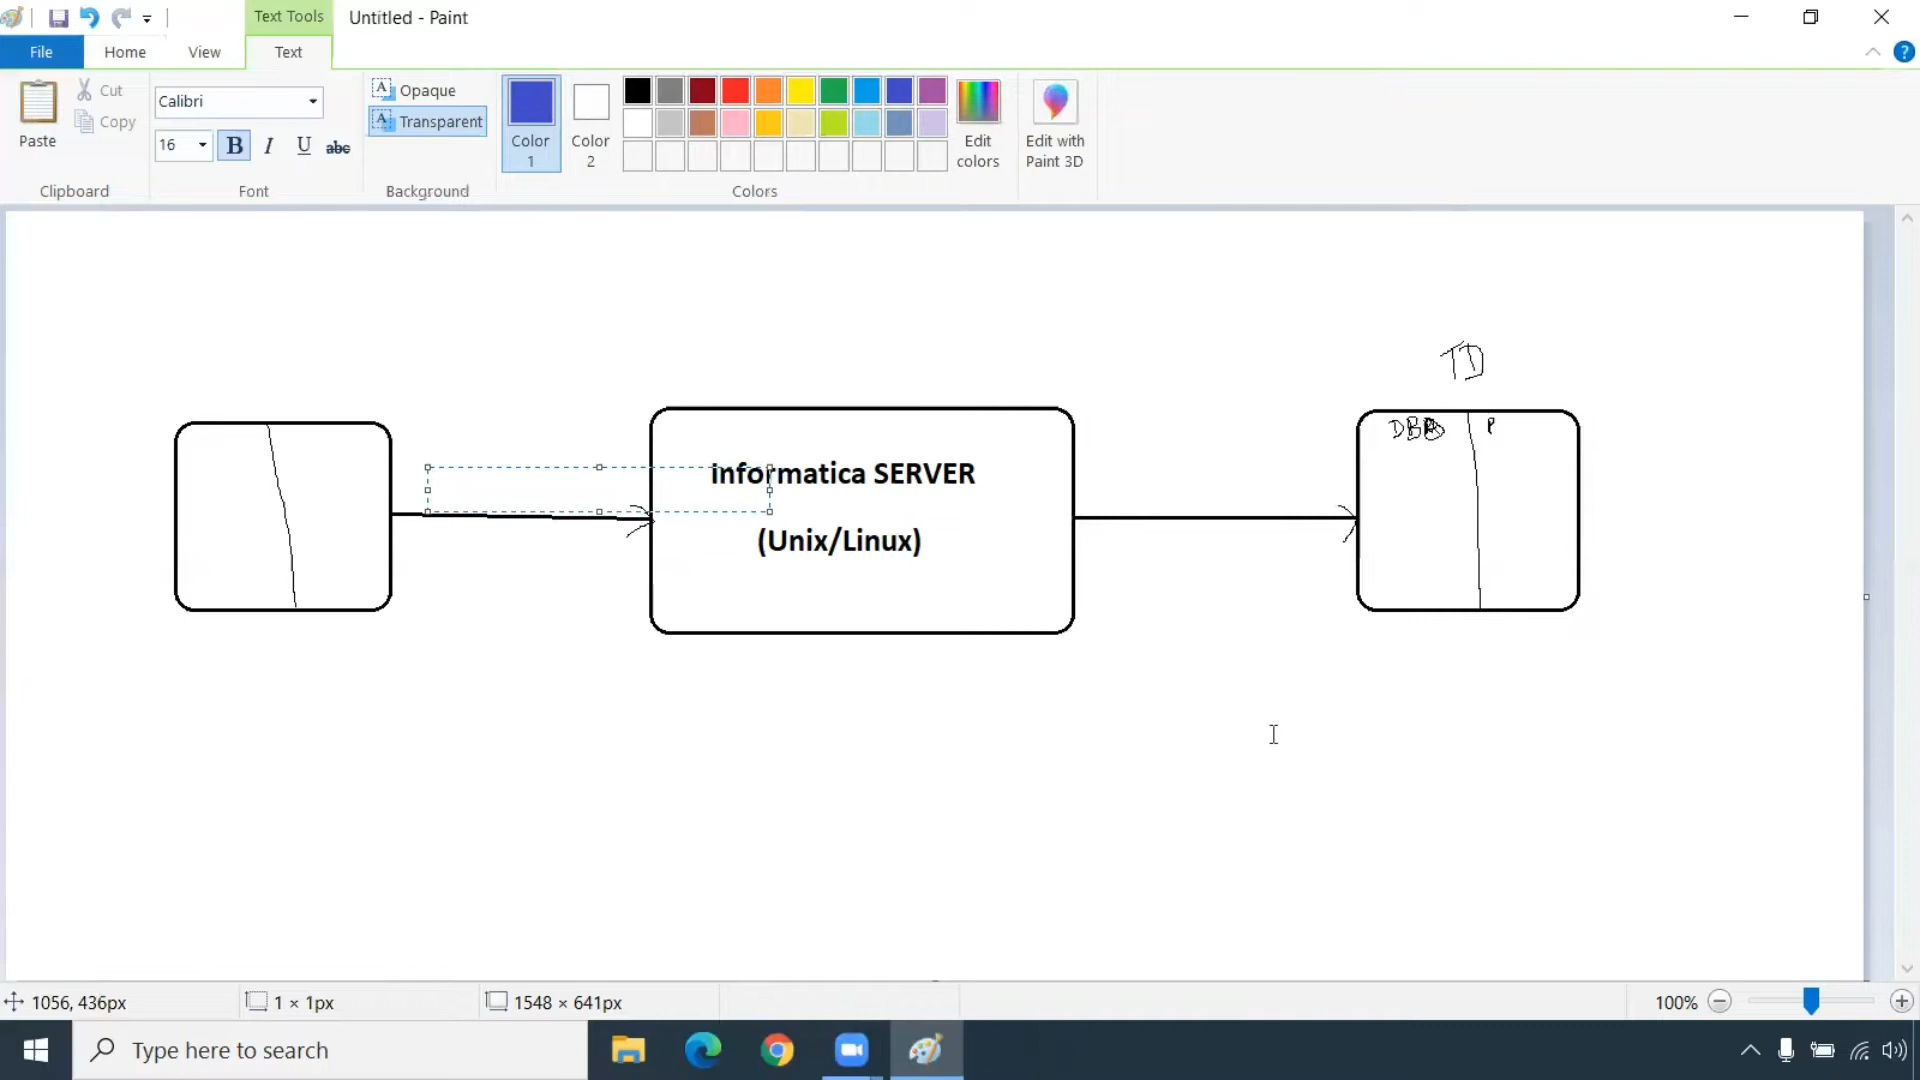 Text Tools
Untitled - Paint
File
Home
View
Text
Paste
Cut
Copy
Clipboard
Calibri
16
B
I
U
abc
Font
A Opaque
A Transparent
Background
Color
1
Color
2
Edit
colors
Edit with
Paint 3D
Colors
TD
P
Informatica SERVER
(Unix/Linux)
1056, 436px
1 × 1px
1548 × 641px
100%
Type here to search